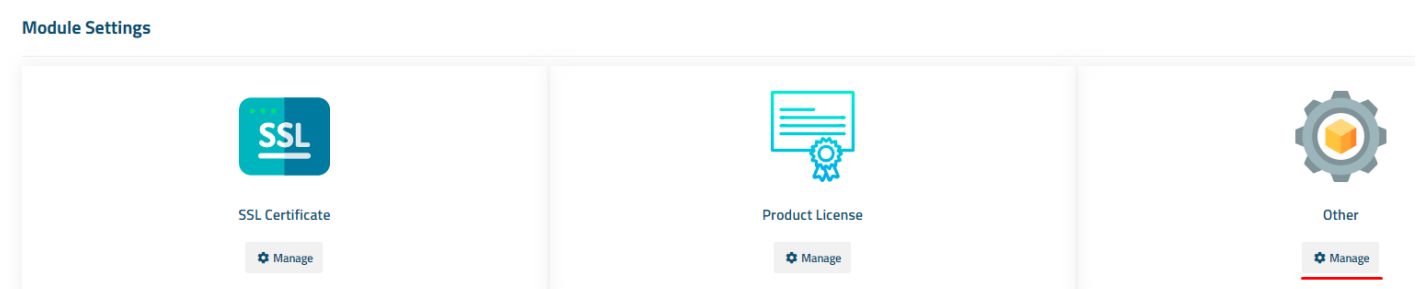 Module Settings
SSL
SSL Certificate
Manage
Product License
Manage
Other
Manage